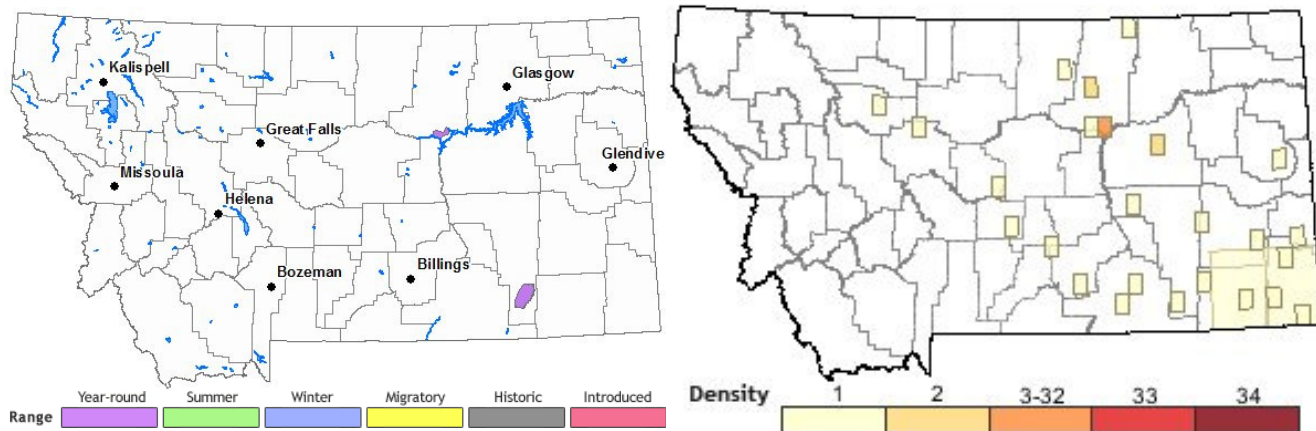 Kalispell
Glasgow
Great Falls
Glendive
Missoula
Helena
Bozeman
Billings
Year-round Summer Winter Migratory Historic Introduced
Range
Density 1 2 3-32 33 34